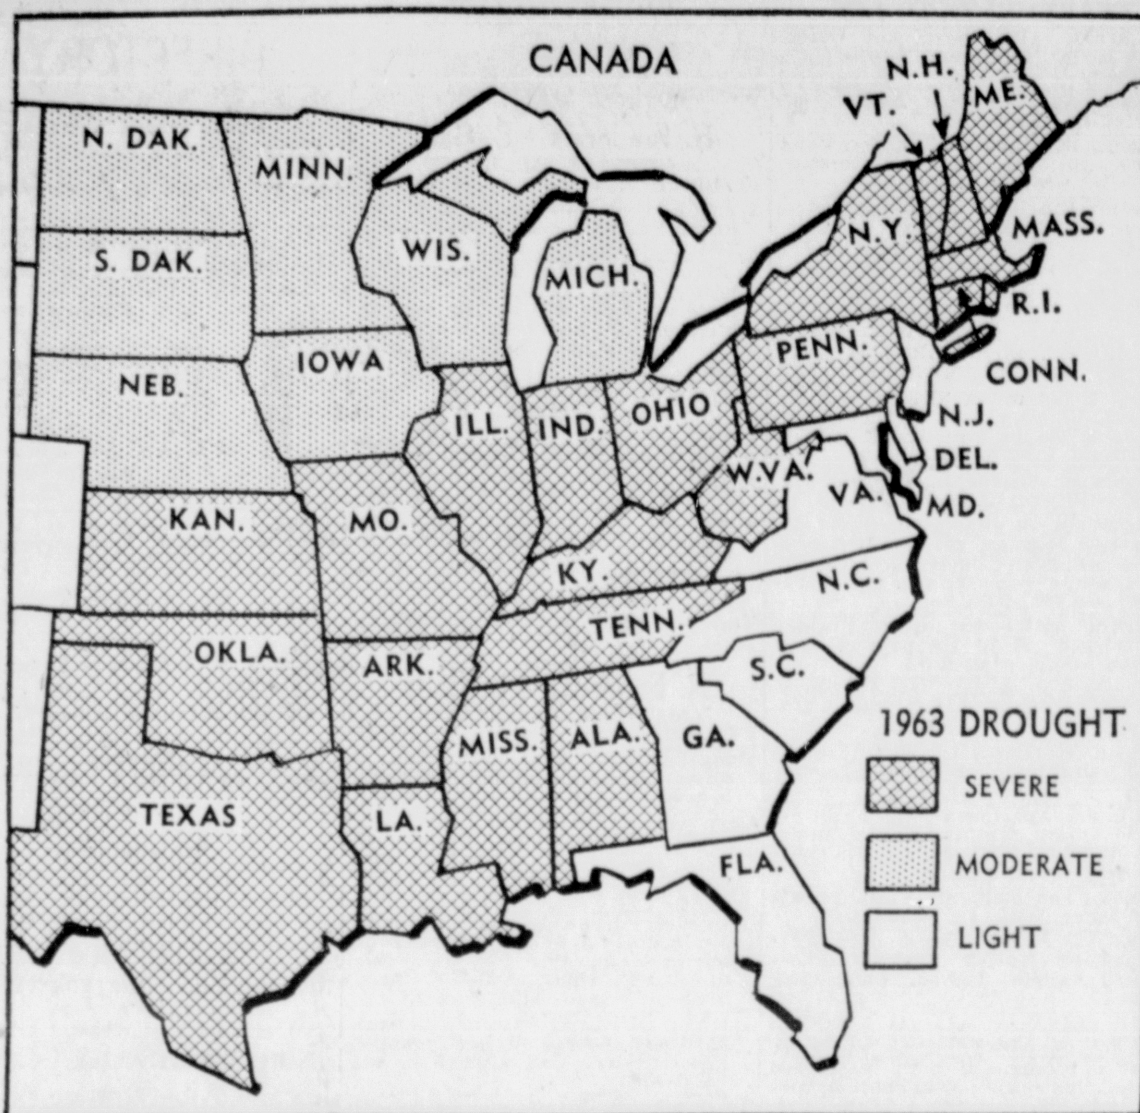 CANADA
N.H.
ME.
VT.
N. DAK.
MINN.
N.Y.
MASS.
S. DAK.
WIS.
MICH.
R.I.
IOWA
PENN.
CONN.
NEB.
ILL.
IND.
OHIO
N.J.
DEL.
W.VA.
VA.
MD.
KAN.
MO.
KY.
N.C.
TENN.
OKLA.
ARK.
S.C.
MISS.
ALA.
GA.
1963 DROUGHT
SEVERE
TEXAS
LA.
FLA.
MODERATE
LIGHT